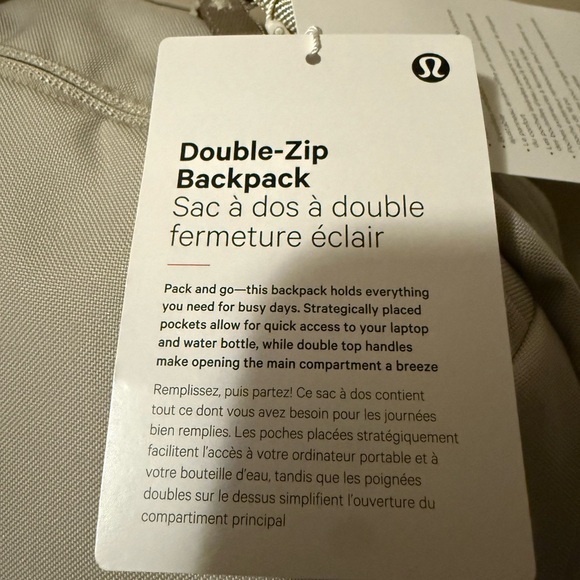 Double-Zip
Backpack
Sac à dos à double
fermeture éclair
Pack and go—this backpack holds everything
you need for busy days. Strategically placed
pockets allow for quick access to your laptop
and water bottle, while double top handles
make opening the main compartment a breeze
Remplissez, puis partez! Ce sac à dos contient
tout ce dont vous avez besoin pour les journées
bien remplies. Les poches placées stratégiquement
facilitent l'accès à votre ordinateur portable et à
votre bouteille d'eau, tandis que les poignées
doubles sur le dessus simplifient l'ouverture du
compartiment principal